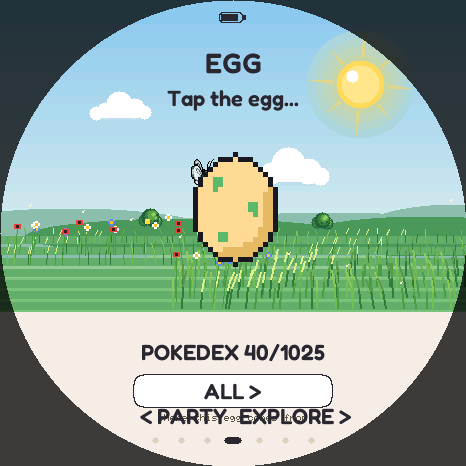 EGG
Tap the egg...
POKEDEX 40/1025
ALL >
< PARTY EXPLORE >